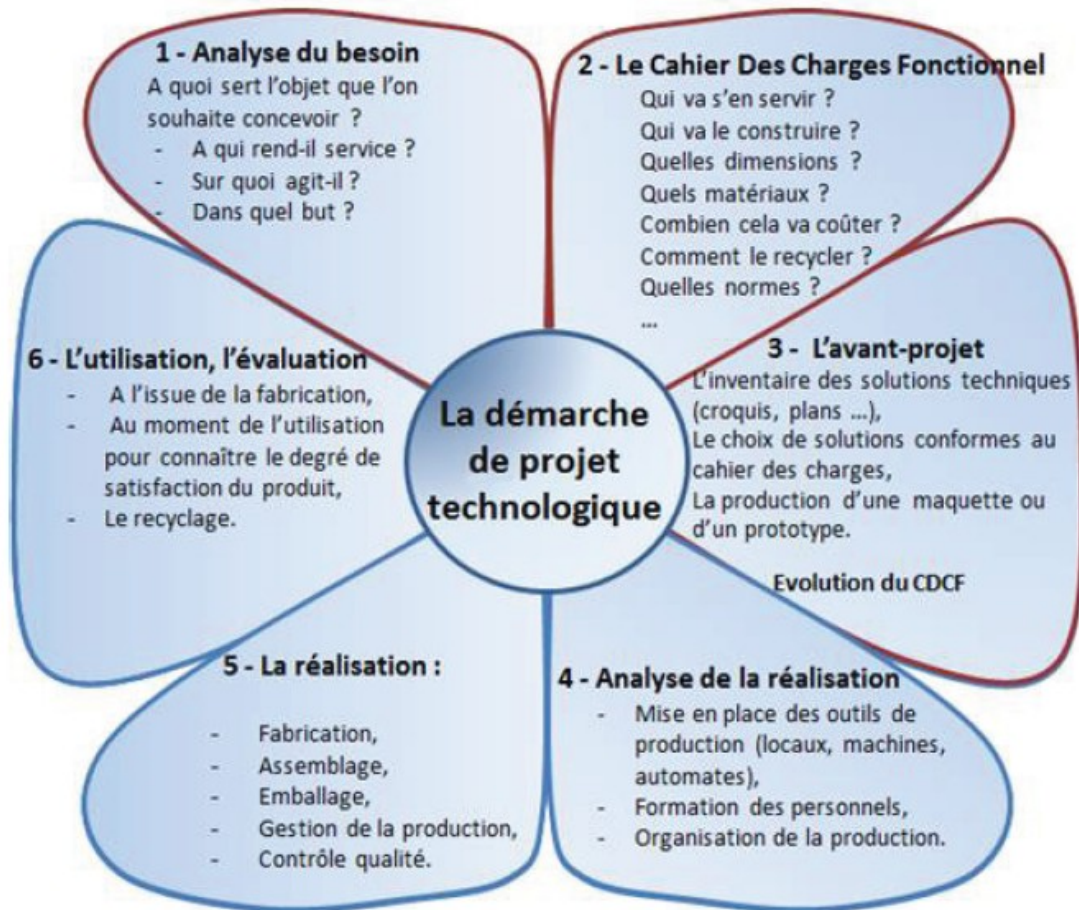 La démarche
de projet
technologique
1 - Analyse du besoin
A quoi sert l'objet que l'on
souhaite concevoir ?
- A qui rend-il service ?
- Sur quoi agit-il ?
- Dans quel but ?
2 - Le Cahier Des Charges Fonctionnel
Qui va s'en servir ?
Qui va le construire ?
Quelles dimensions ?
Quels matériaux ?
Combien cela va coûter ?
Comment le recycler ?
Quelles normes ?
...
3 - L'avant-projet
L'inventaire des solutions techniques
(croquis, plans ...),
Le choix de solutions conformes au
cahier des charges,
La production d'une maquette ou
d'un prototype.
Evolution du CDCF
4 - Analyse de la réalisation
- Mise en place des outils de
production (locaux, machines,
automates),
- Formation des personnels,
- Organisation de la production.
5 - La réalisation :
- Fabrication,
- Assemblage,
- Emballage,
- Gestion de la production,
- Contrôle qualité.
6 - L'utilisation, l'évaluation
- A l'issue de la fabrication,
- Au moment de l'utilisation
pour connaître le degré de
satisfaction du produit,
- Le recyclage.